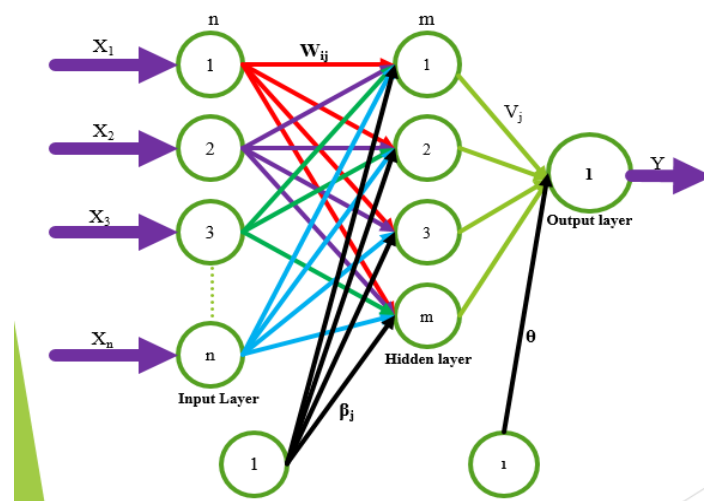 n
m
X1
1
Wij
1
Vj
X2
2
2
1
Y
X3
3
3
Output layer
Xn
n
m
Input Layer
Hidden layer
θ
βj
1
1